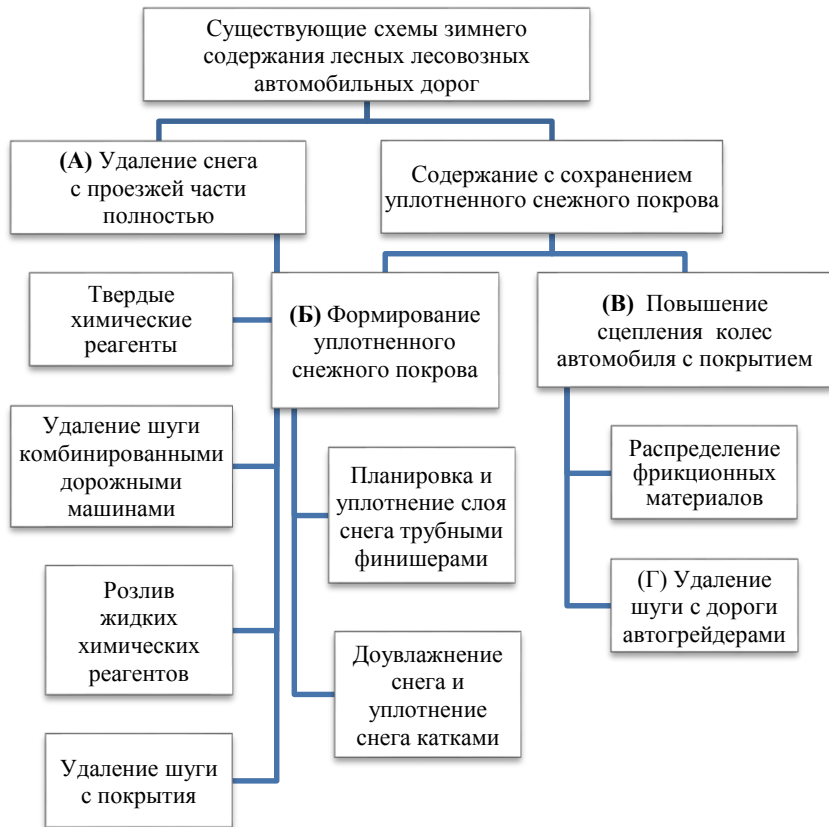 Существующие схемы зимнего
содержания лесных лесовозных
автомобильных дорог
(А) Удаление снега
с проезжей части
полностью
Содержание с сохранением
уплотненного снежного покрова
Твердые
химические
реагенты
(Б) Формирование
уплотненного
снежного покрова
(В) Повышение
сцепления колес
автомобиля с покрытием
Удаление шуги
комбинированными
дорожными
машинами
Планировка и
уплотнение слоя
снега трубными
финишерами
Распределение
фрикционных
материалов
Розлив
жидких
химических
реагентов
Доувлажнение
снега и
уплотнение
снега катками
(Г) Удаление
шуги с дороги
автогрейдерами
Удаление шуги
с покрытия